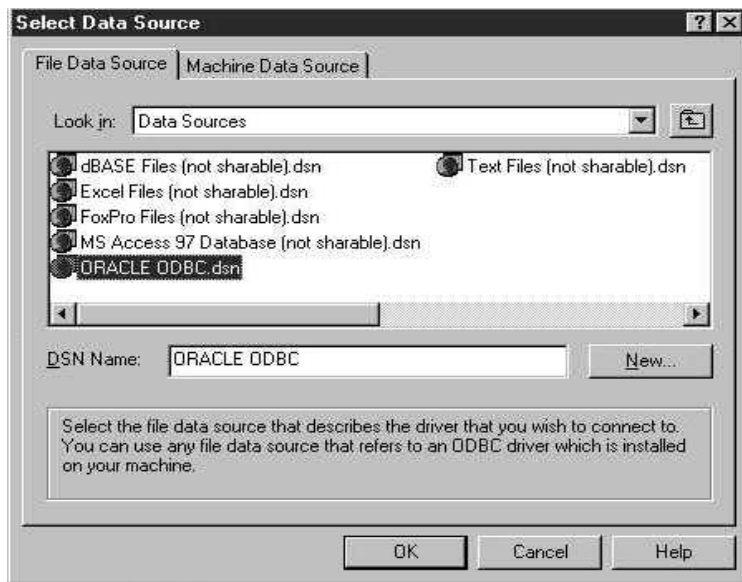 Select Data Source
File Data Source
Machine Data Source
Look in:
Data Sources
dBASE Files (not sharable).dsn
Excel Files (not sharable).dsn
FoxPro Files (not sharable).dsn
MS Access 97 Database (not sharable).dsn
ORACLE ODBC.dsn
Text Files (not sharable).dsn
DSN Name:
ORACLE ODBC
New...
Select the file data source that describes the driver that you wish to connect to.
You can use any file data source that refers to an ODBC driver which is installed
on your machine.
OK
Cancel
Help